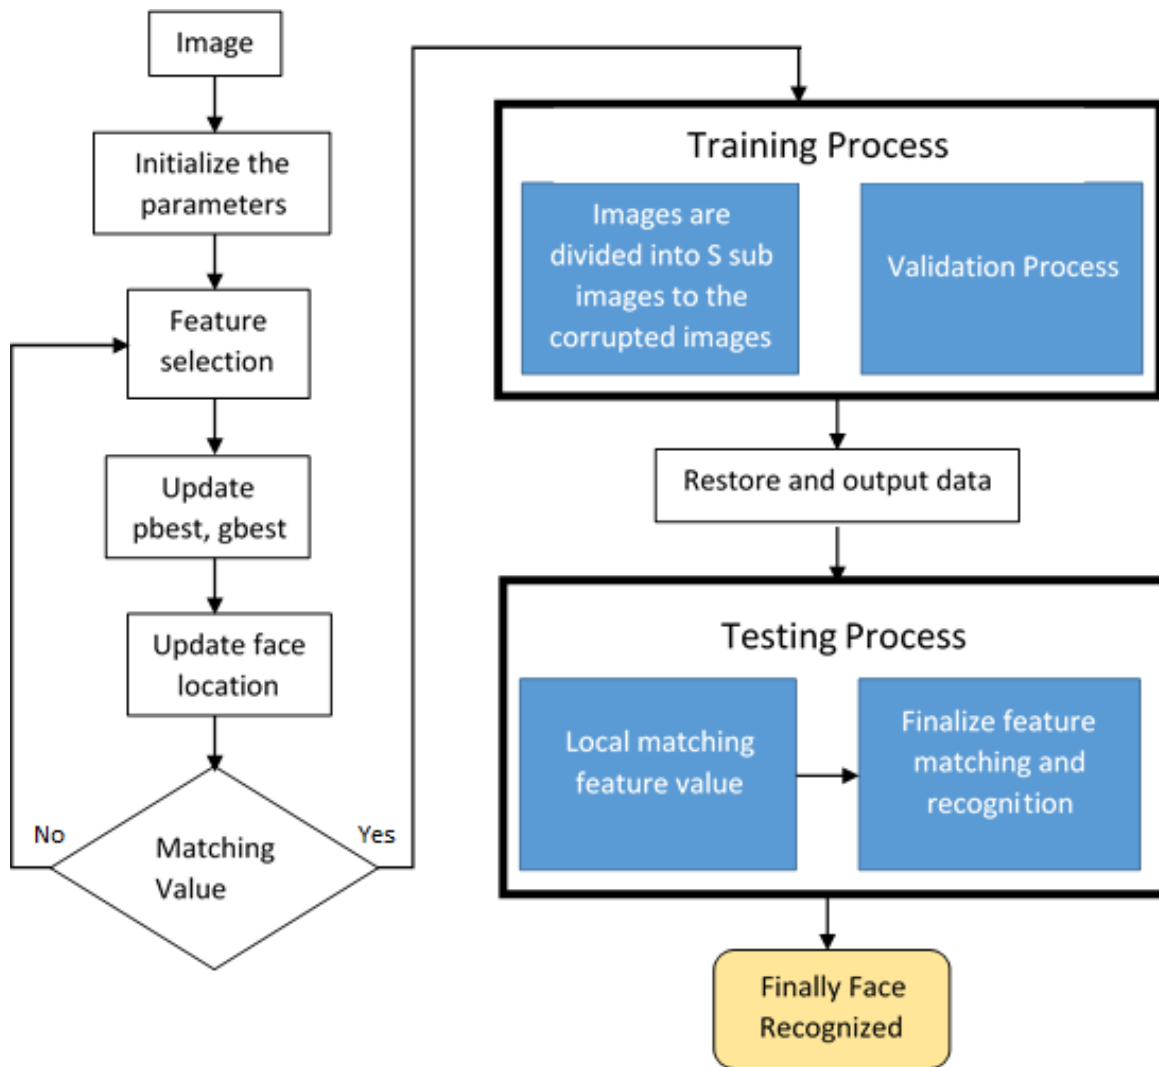 Image
Initialize the
parameters
Feature
selection
Update
pbest, gbest
Update face
location
No
Yes
Matching
Value
Training Process
Images are
divided into S sub
images to the
corrupted images
Validation Process
Restore and output data
Testing Process
Local matching
feature value
Finalize feature
matching and
recognition
Finally Face
Recognized